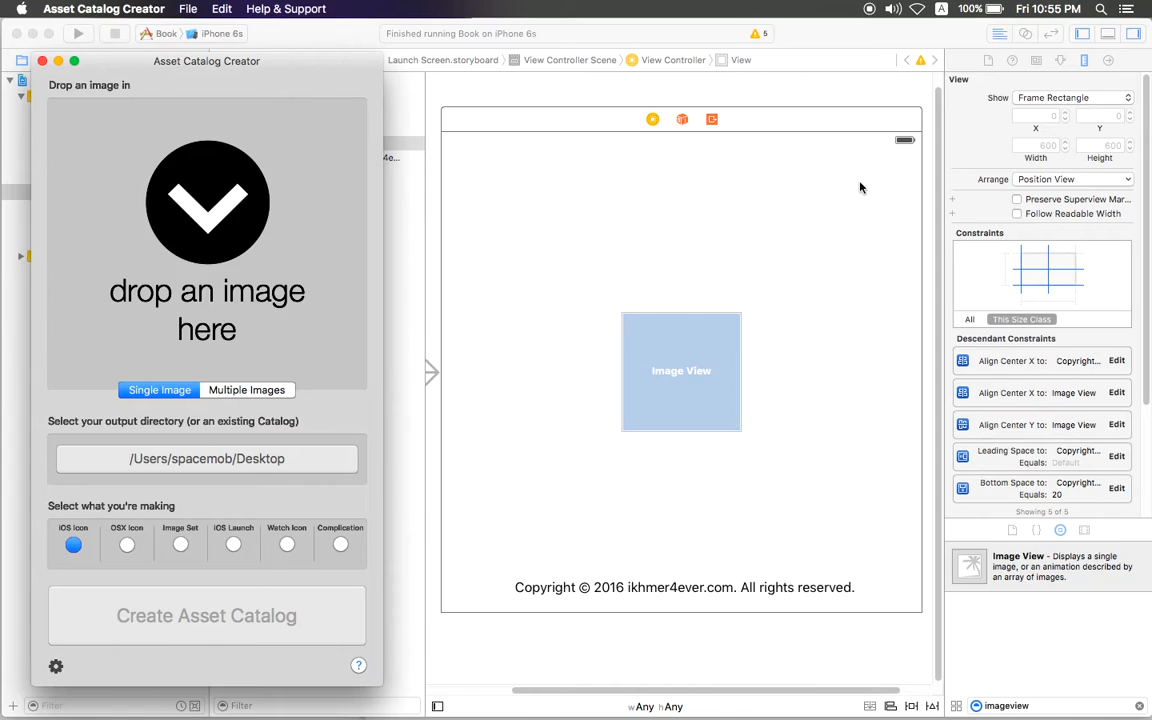 Asset Catalog Creator File Edit Help & Support 100% Fri 10:55 PM
Book iPhone 6s Finished running Book on iPhone 6s 5
Asset Catalog Creator
Launch Screen.storyboard View Controller Scene View Controller View
Drop an image in
drop an image
here
Single Image Multiple Images
Select your output directory (or an existing Catalog)
/Users/spacemob/Desktop
Select what you're making
iOS Icon OSX Icon Image Set iOS Launch Watch Icon Complication
Create Asset Catalog
?
Filter
Filter
4e...
Image View
Copyright © 2016 ikhmer4ever.com. All rights reserved.
wAny hAny
View
Show Frame Rectangle
0 0
X Y
600 600
Width Height
Arrange Position View
Preserve Superview Mar...
Follow Readable Width
Constraints
All This Size Class
Descendant Constraints
Align Center X to: Copyright... Edit
Align Center X to: Image View Edit
Align Center Y to: Image View Edit
Leading Space to: Copyright... Edit
Equals: Default
Bottom Space to: Copyright... Edit
Equals: 20
Showing 5 of 5
Image View - Displays a single
image, or an animation described by
an array of images.
imageview